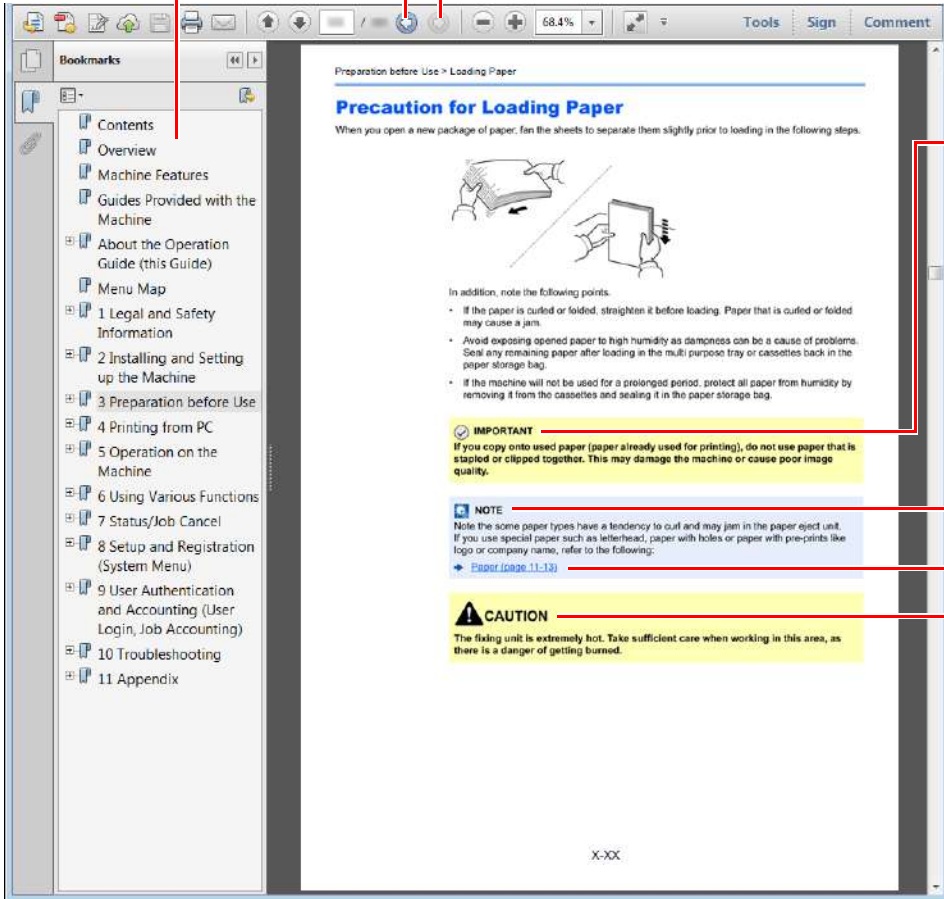 /
68.4%
Tools
Sign
Comment
Bookmarks
Contents
Overview
Machine Features
Guides Provided with the
Machine
About the Operation
Guide (this Guide)
Menu Map
1 Legal and Safety
Information
2 Installing and Setting
up the Machine
3 Preparation before Use
4 Printing from PC
5 Operation on the
Machine
6 Using Various Functions
7 Status/Job Cancel
8 Setup and Registration
(System Menu)
9 User Authentication
and Accounting (User
Login, Job Accounting)
10 Troubleshooting
11 Appendix
Preparation before Use > Loading Paper
Precaution for Loading Paper
When you open a new package of paper, fan the sheets to separate them slightly prior to loading in the following steps.
In addition, note the following points.
• If the paper is curled or folded, straighten it before loading. Paper that is curled or folded
may cause a jam.
• Avoid exposing opened paper to high humidity as dampness can be a cause of problems.
Seal any remaining paper after loading in the multi purpose tray or cassettes back in the
paper storage bag.
• If the machine will not be used for a prolonged period, protect all paper from humidity by
removing it from the cassettes and sealing it in the paper storage bag.
IMPORTANT
If you copy onto used paper (paper already used for printing), do not use paper that is
stapled or clipped together. This may damage the machine or cause poor image
quality.
NOTE
Note the some paper types have a tendency to curl and may jam in the paper eject unit.
If you use special paper such as letterhead, paper with holes or paper with pre-prints like
logo or company name, refer to the following:
Paper (page 11-13)
CAUTION
The fixing unit is extremely hot. Take sufficient care when working in this area, as
there is a danger of getting burned.
X-XX